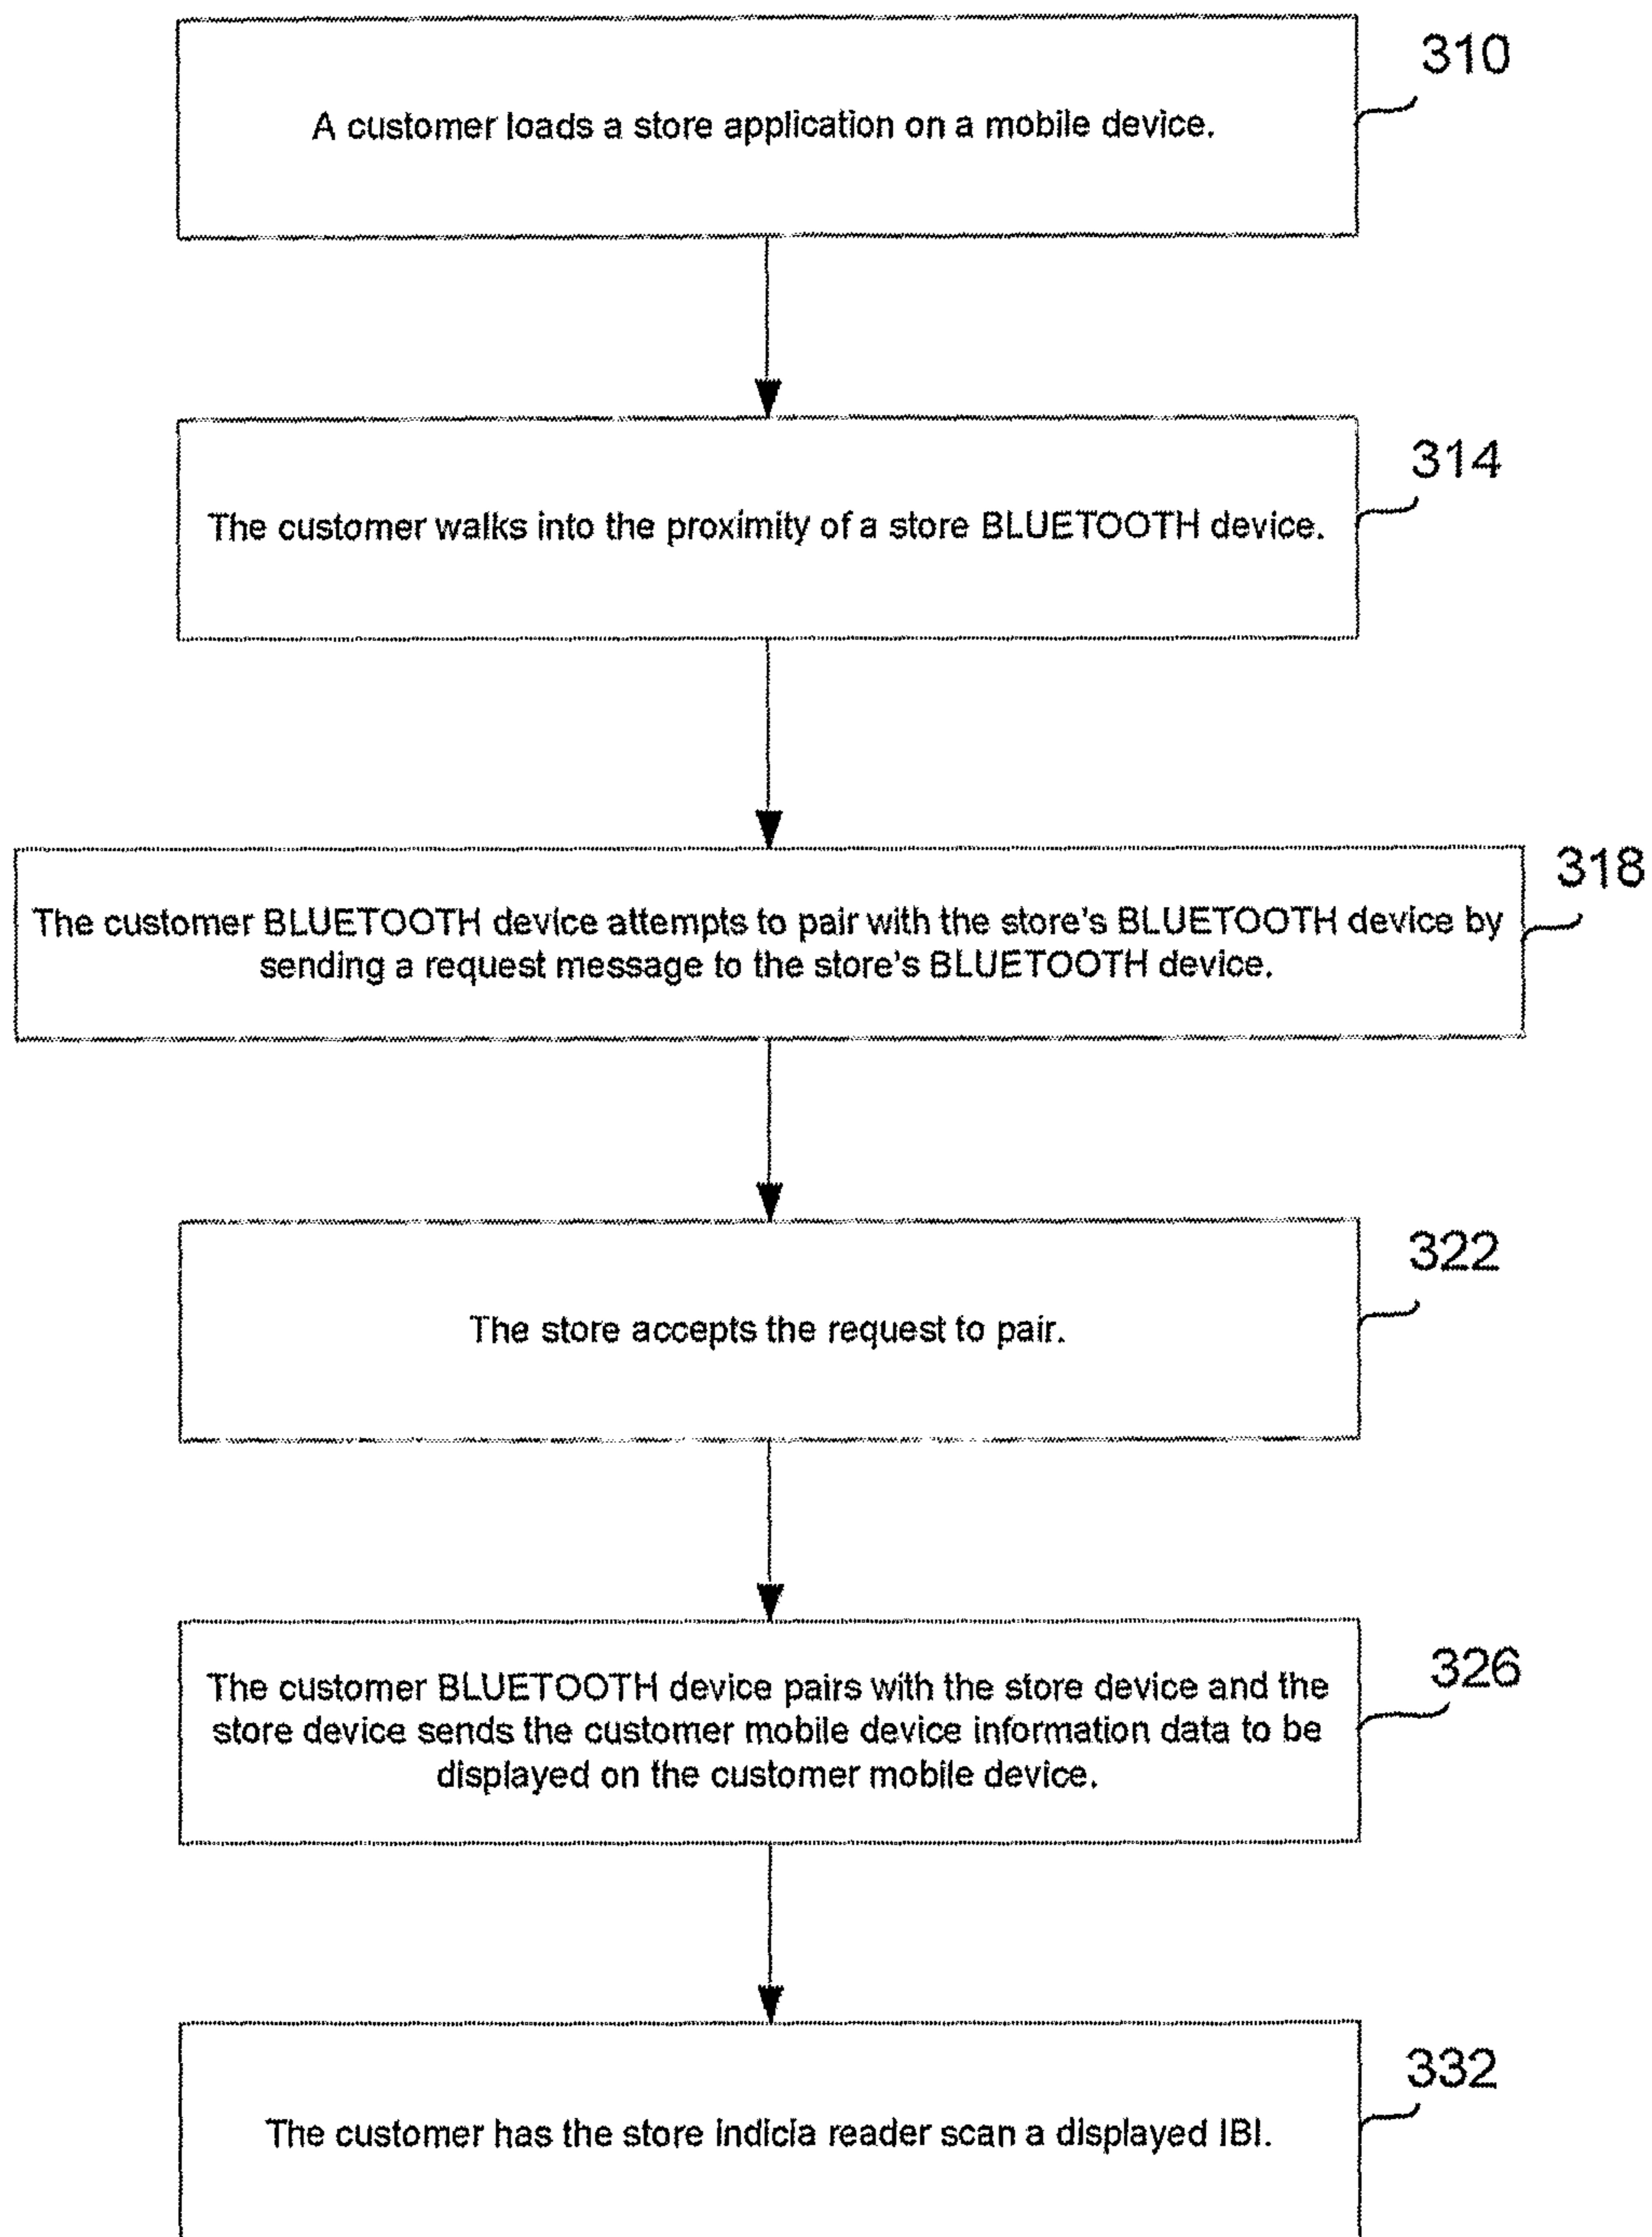 310
A customer loads a store application on a mobile device.
314
The customer walks into the proximity of a store BLUETOOTH device.
318
The customer BLUETOOTH device attempts to pair with the store's BLUETOOTH device by
sending a request message to the store's BLUETOOTH device.
322
The store accepts the request to pair.
326
The customer BLUETOOTH device pairs with the store device and the
store device sends the customer mobile device information data to be
displayed on the customer mobile device.
332
The customer has the store indicia reader scan a displayed IBI.